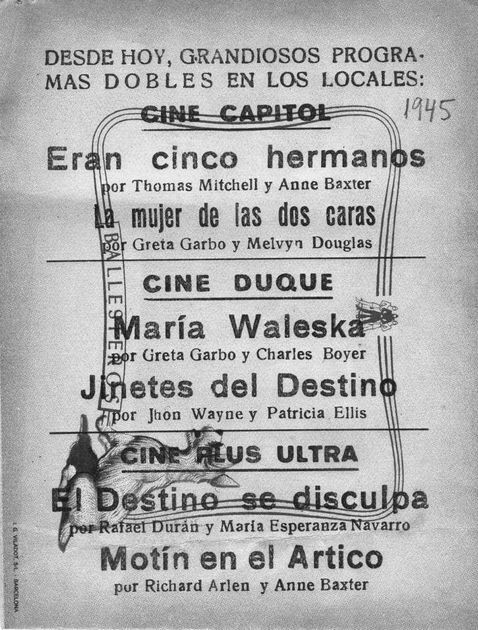 DESDE HOY, GRANDIOSOS PROGRA-
MAS DOBLES EN LOS LOCALES:
1945
CINE CAPITOL
Eran cinco hermanos
por Thomas Mitchell y Anne Baxter
La mujer de las dos caras
por Greta Garbo y Melvyn Douglas
CINE DUQUE
María Waleska
por Greta Garbo y Charles Boyer
Jinetes del Destino
por Jhon Wayne y Patricia Ellis
CINE PLUS ULTRA
El Destino se disculpa
por Rafael Durán y María Esperanza Navarro
Motín en el Artico
por Richard Arlen y Anne Baxter
BALLESTEROS
BARCELONA